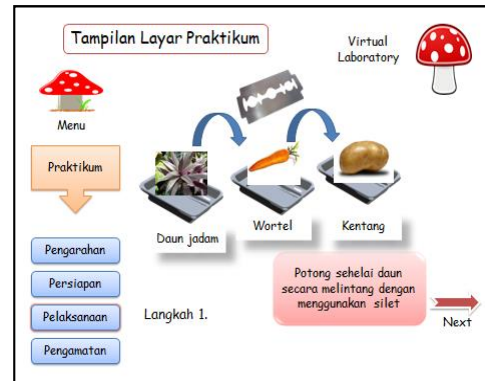 Tampilan Layar Praktikum
Virtual
Laboratory
Menu
Praktikum
Daun jadam
Wortel
Kentang
Pengarahan
Persiapan
Pelaksanaan
Pengamatan
Langkah 1.
Potong sehelai daun
secara melintang dengan
menggunakan silet
Next